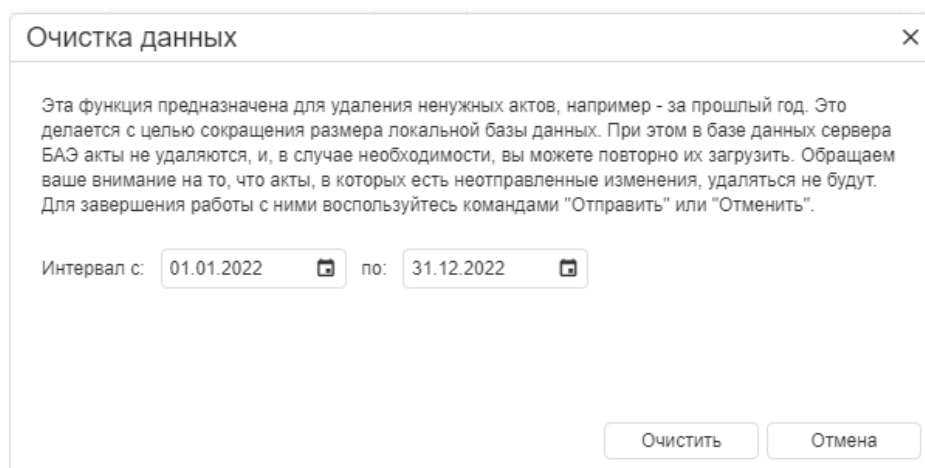 Очистка данных
Эта функция предназначена для удаления ненужных актов, например - за прошлый год. Это
делается с целью сокращения размера локальной базы данных. При этом в базе данных сервера
БАЭ акты не удаляются, и, в случае необходимости, вы можете повторно их загрузить. Обращаем
ваше внимание на то, что акты, в которых есть неотправленные изменения, удаляться не будут.
Для завершения работы с ними воспользуйтесь командами "Отправить" или "Отменить".
Интервал с: 01.01.2022 по: 31.12.2022
Очистить Отмена